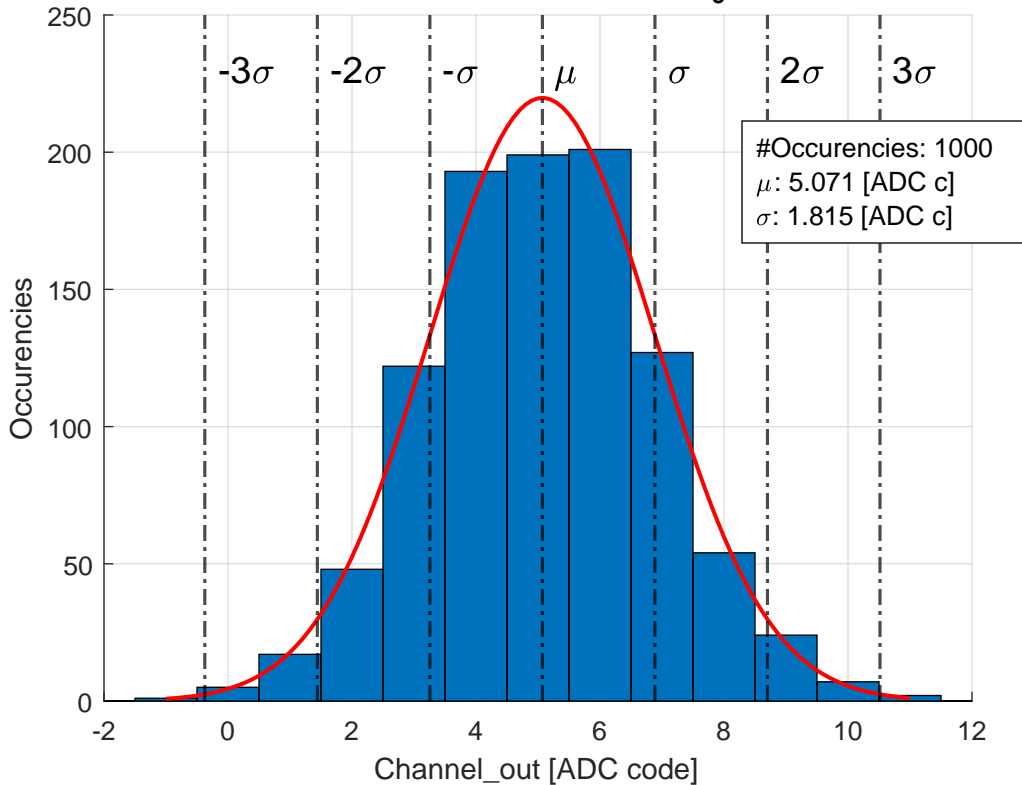 250
200
150
100
50
0
-3σ -2σ -σ μ σ 2σ 3σ
#Occurencies: 1000
μ: 5.071 [ADC c]
σ: 1.815 [ADC c]
Occurencies
-2 0 2 4 6 8 10 12
Channel_out [ADC code]